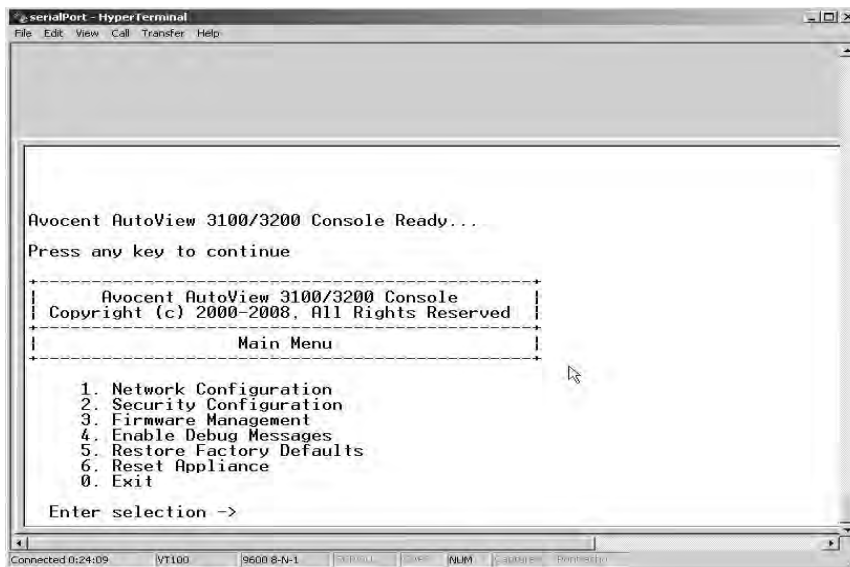 serialPort - HyperTerminal
File Edit View Call Transfer Help
Avocent AutoView 3100/3200 Console Ready...
Press any key to continue
Avocent AutoView 3100/3200 Console
Copyright (c) 2000-2008, All Rights Reserved
Main Menu
1. Network Configuration
2. Security Configuration
3. Firmware Management
4. Enable Debug Messages
5. Restore Factory Defaults
6. Reset Appliance
0. Exit
Enter selection ->
Connected 0:24:09 VT100 9600 8-N-1 NUM